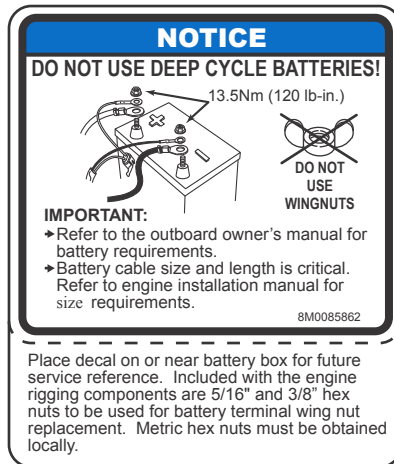 NOTICE
DO NOT USE DEEP CYCLE BATTERIES!
13.5Nm (120 lb-in.)
DO NOT
USE
WINGNUTS
IMPORTANT:
Refer to the outboard owner's manual for
battery requirements.
Battery cable size and length is critical.
Refer to engine installation manual for
size requirements.
8M0085862
Place decal on or near battery box for future
service reference. Included with the engine
rigging components are 5/16" and 3/8” hex
nuts to be used for battery terminal wing nut
replacement. Metric hex nuts must be obtained
locally.